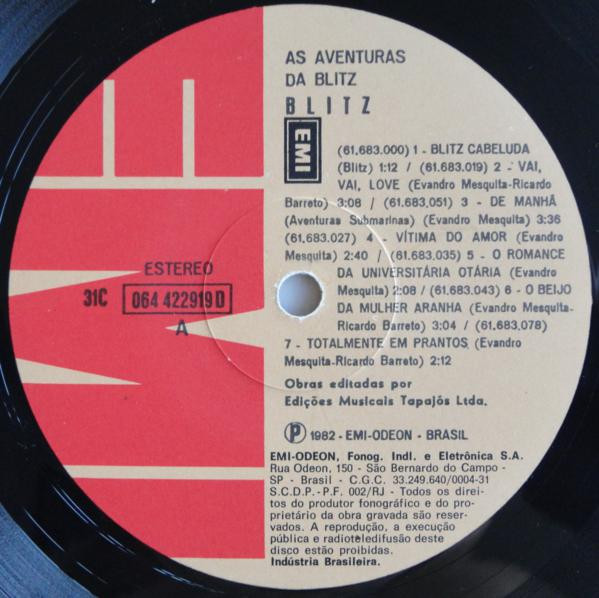 AS AVENTURAS
DA BLITZ
BLITZ
EMI
(61.683.000) 1 - BLITZ CABELUDA
(Blitz) 1:12 / (61.683.019) 2 - VAI,
VAI, LOVE (Evandro Mesquita-Ricardo
Barreto) 3:08 / (61.683.051) 3 - DE MANHÃ
(Aventuras Submarinas) (Evandro Mesquita) 3:36
(61.683.027) 4 - VÍTIMA DO AMOR (Evandro
Mesquita) 2:40 / (61.683.035) 5 - O ROMANCE
DA UNIVERSITÁRIA OTÁRIA (Evandro
Mesquita) 2:08 / (61.683.043) 6 - O BEIJO
DA MULHER ARANHA (Evandro Mesquita-
Ricardo Barreto) 3:04 / (61.683,078)
7 - TOTALMENTE EM PRANTOS (Evandro
Mesquita-Ricardo Barreto) 2:12
ESTEREO
31C 064 422919 D
A
Obras editadas por
Edições Musicais Tapajós Ltda.
Ⓟ 1982 - EMI-ODEON - BRASIL
EMI-ODEON, Fonog. Indl. e Eletrônica S.A.
Rua Odeon, 150 - São Bernardo do Campo -
SP - Brasil - C.G.C. 33.249.640/0004-31
S.C.D.P. - P.F. 002/RJ - Todos os direi-
tos do produtor fonográfico e do pro-
prietário da obra gravada são reser-
vados. A reprodução, a execução
pública e radioteledifusão deste
disco estão proibidas.
Indústria Brasileira.